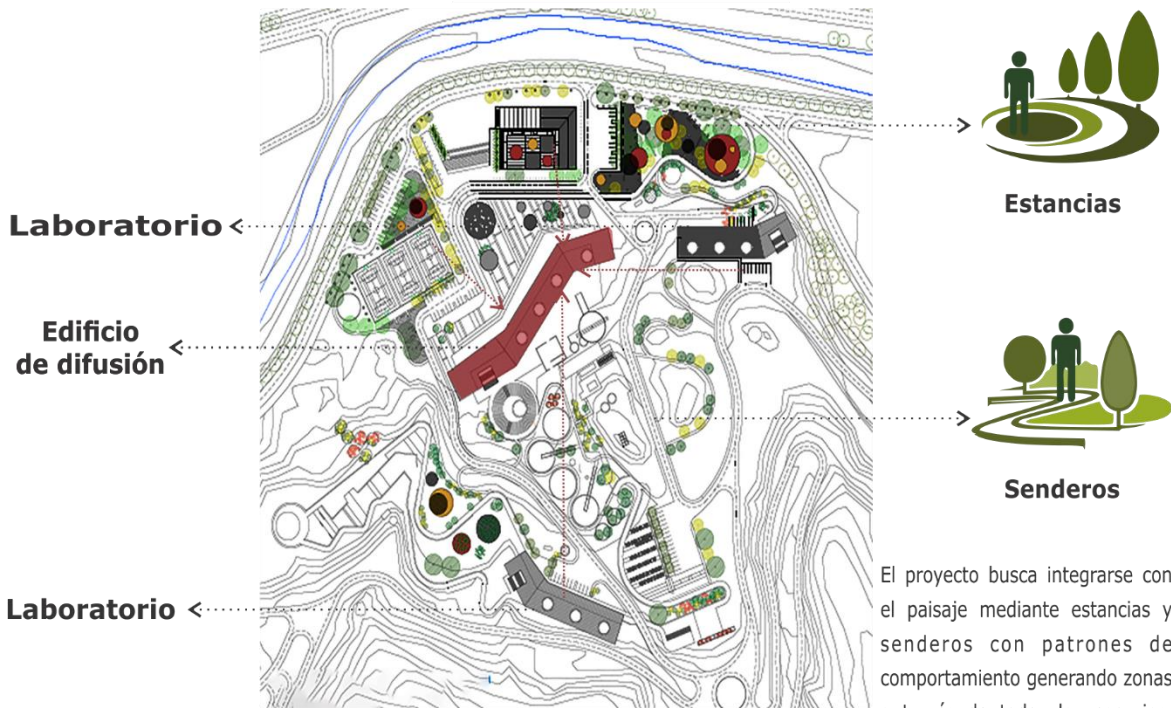 Estancias
Laboratorio
Edificio
de difusión
Senderos
Laboratorio
El proyecto busca integrarse con
el paisaje mediante estancias y
senderos con patrones de
comportamiento generando zonas